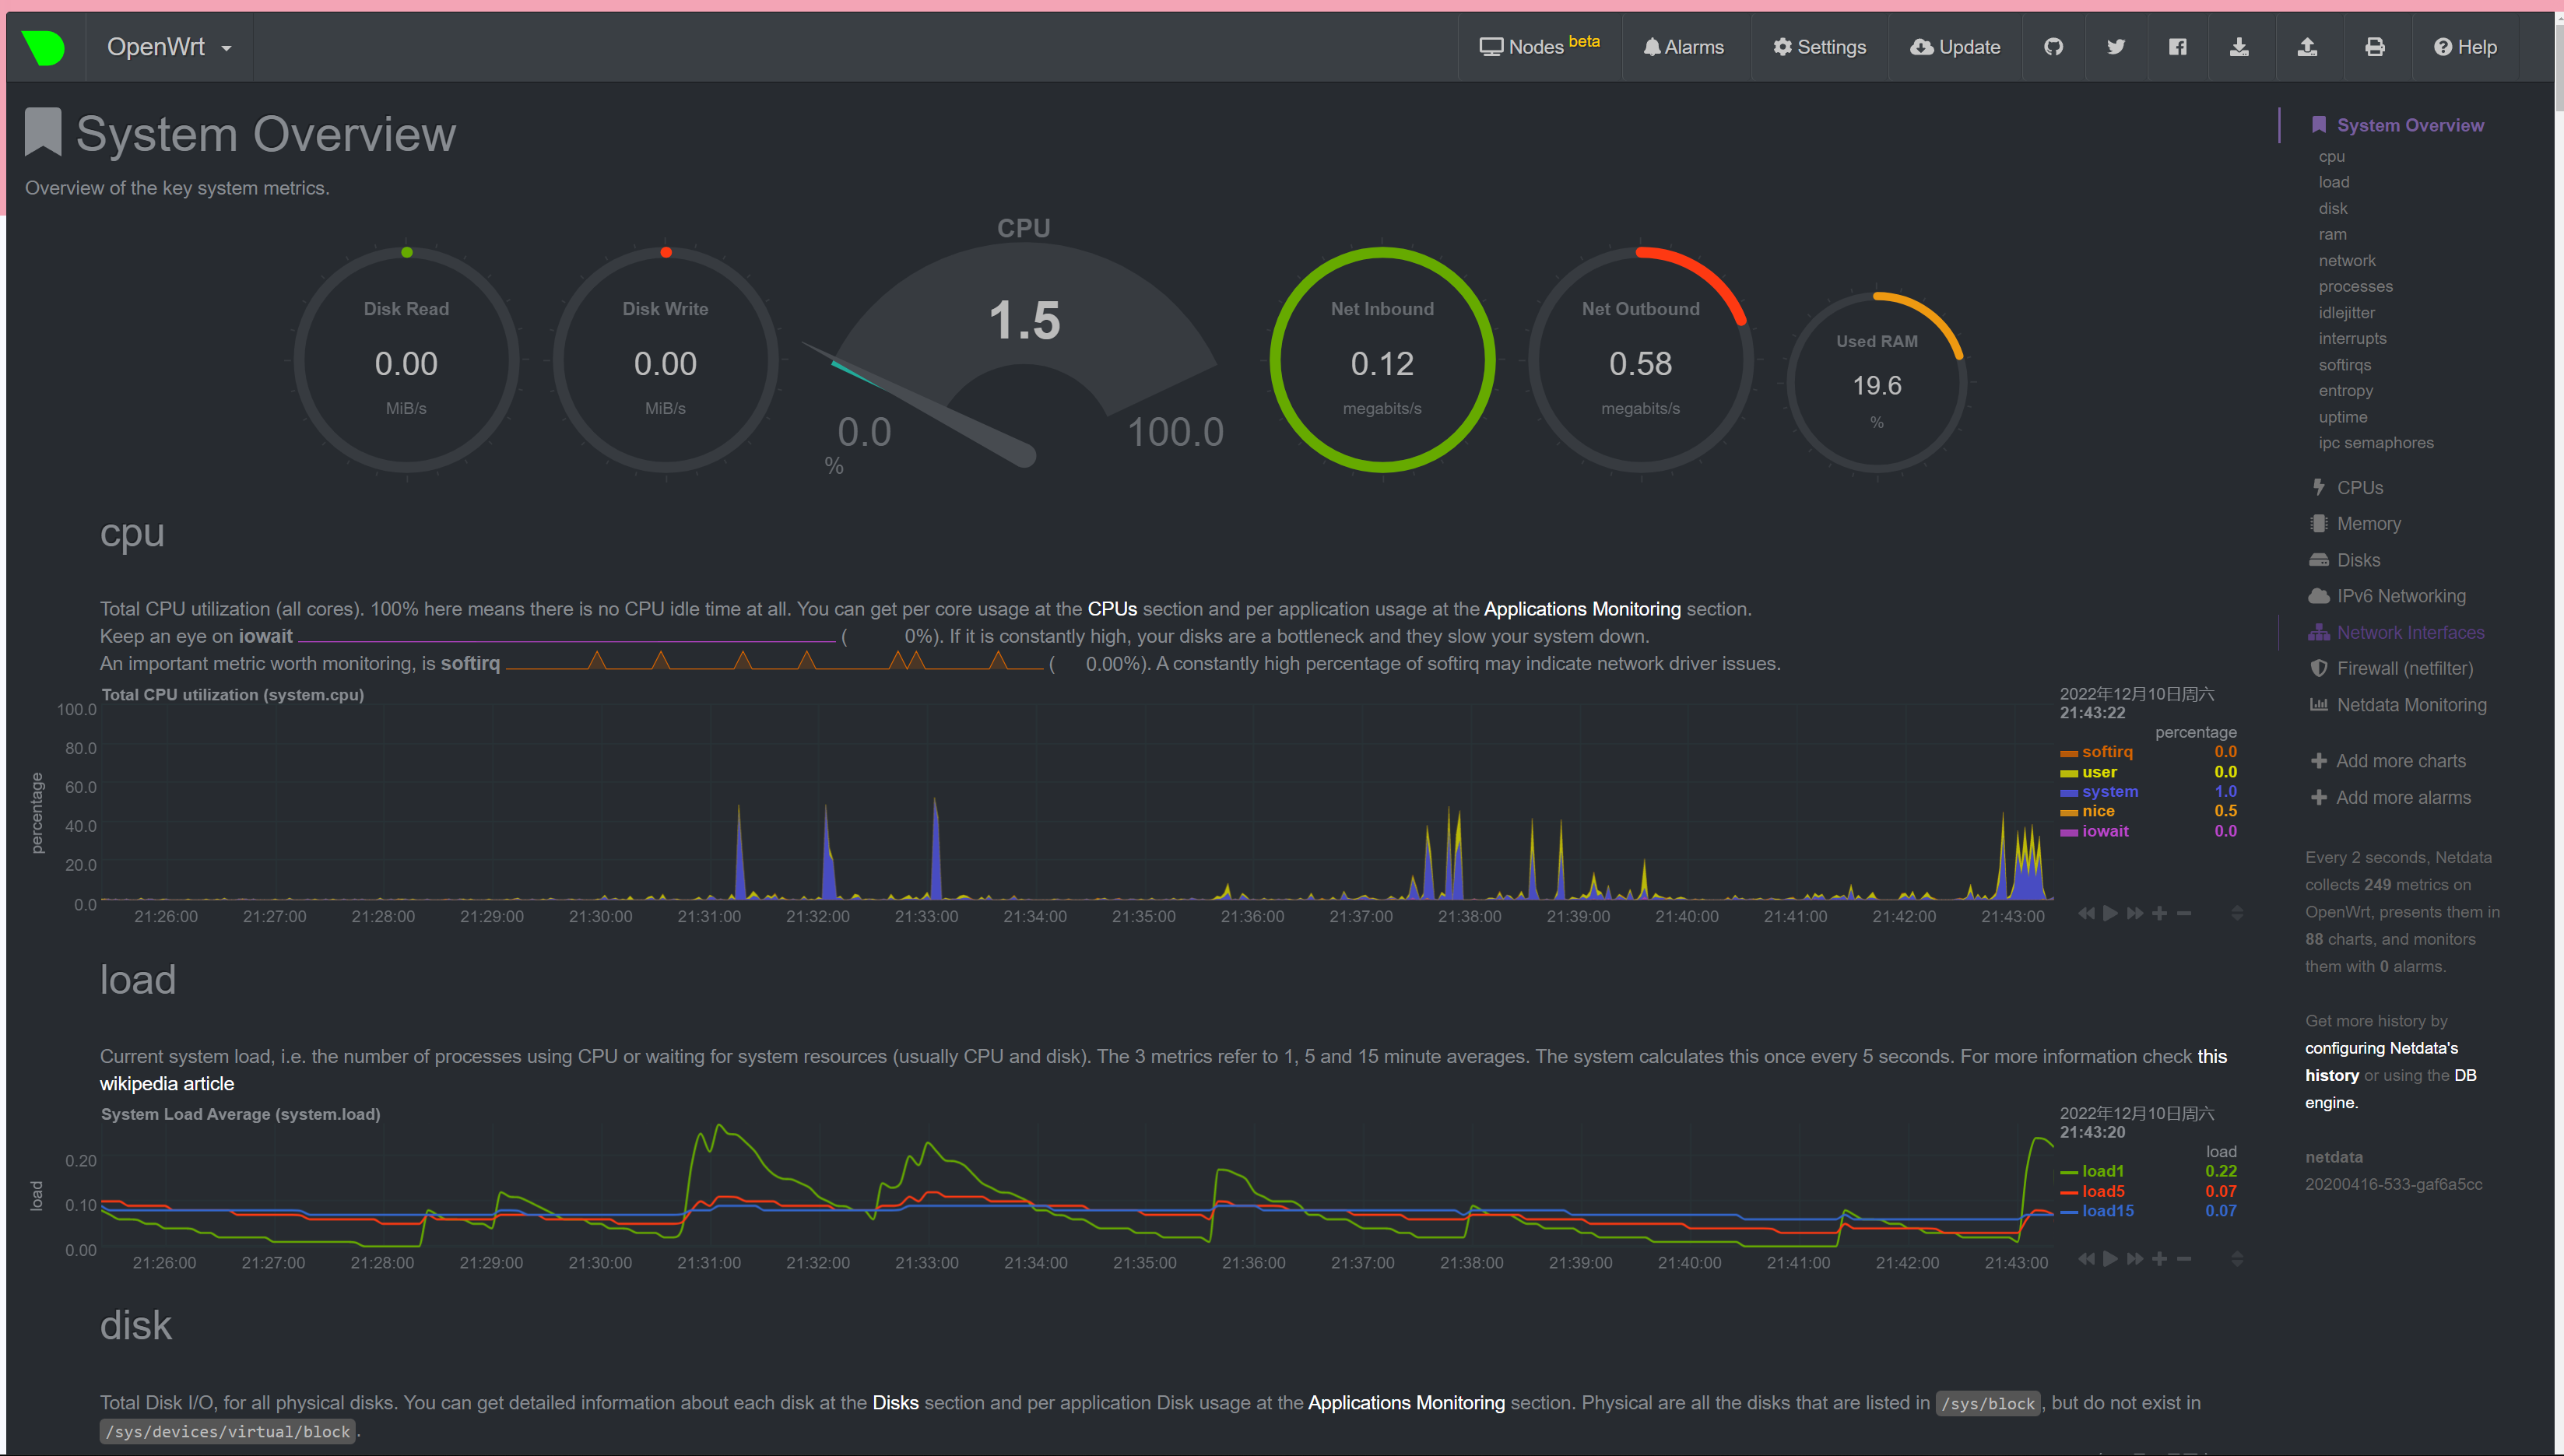 OpenWrt
Nodes beta
Alarms
Settings
Update
Help
System Overview
Overview of the key system metrics.
Disk Read
0.00
MiB/s
Disk Write
0.00
MiB/s
CPU
1.5
0.0
100.0
%
Net Inbound
0.12
megabits/s
Net Outbound
0.58
megabits/s
Used RAM
19.6
%
cpu
Total CPU utilization (all cores). 100% here means there is no CPU idle time at all. You can get per core usage at the CPUs section and per application usage at the Applications Monitoring section.
Keep an eye on iowait ( 0%). If it is constantly high, your disks are a bottleneck and they slow your system down.
An important metric worth monitoring, is softirq ( 0.00%). A constantly high percentage of softirq may indicate network driver issues.
Total CPU utilization (system.cpu)
percentage
100.0
80.0
60.0
40.0
20.0
0.0
21:26:00 21:27:00 21:28:00 21:29:00 21:30:00 21:31:00 21:32:00 21:33:00 21:34:00 21:35:00 21:36:00 21:37:00 21:38:00 21:39:00 21:40:00 21:41:00 21:42:00 21:43:00
2022年12月10日周六
21:43:22
percentage
softirq 0.0
user 0.0
system 1.0
nice 0.5
iowait 0.0
load
Current system load, i.e. the number of processes using CPU or waiting for system resources (usually CPU and disk). The 3 metrics refer to 1, 5 and 15 minute averages. The system calculates this once every 5 seconds. For more information check this
wikipedia article
System Load Average (system.load)
load
0.20
0.10
0.00
21:26:00 21:27:00 21:28:00 21:29:00 21:30:00 21:31:00 21:32:00 21:33:00 21:34:00 21:35:00 21:36:00 21:37:00 21:38:00 21:39:00 21:40:00 21:41:00 21:42:00 21:43:00
2022年12月10日周六
21:43:20
load
load1 0.22
load5 0.07
load15 0.07
disk
Total Disk I/O, for all physical disks. You can get detailed information about each disk at the Disks section and per application Disk usage at the Applications Monitoring section. Physical are all the disks that are listed in /sys/block, but do not exist in
/sys/devices/virtual/block.
System Overview
cpu
load
disk
ram
network
processes
idlejitter
interrupts
softirqs
entropy
uptime
ipc semaphores
CPUs
Memory
Disks
IPv6 Networking
Network Interfaces
Firewall (netfilter)
Netdata Monitoring
Add more charts
Add more alarms
Every 2 seconds, Netdata
collects 249 metrics on
OpenWrt, presents them in
88 charts, and monitors
them with 0 alarms.
Get more history by
configuring Netdata's
history or using the DB
engine.
netdata
20200416-533-gaf6a5cc